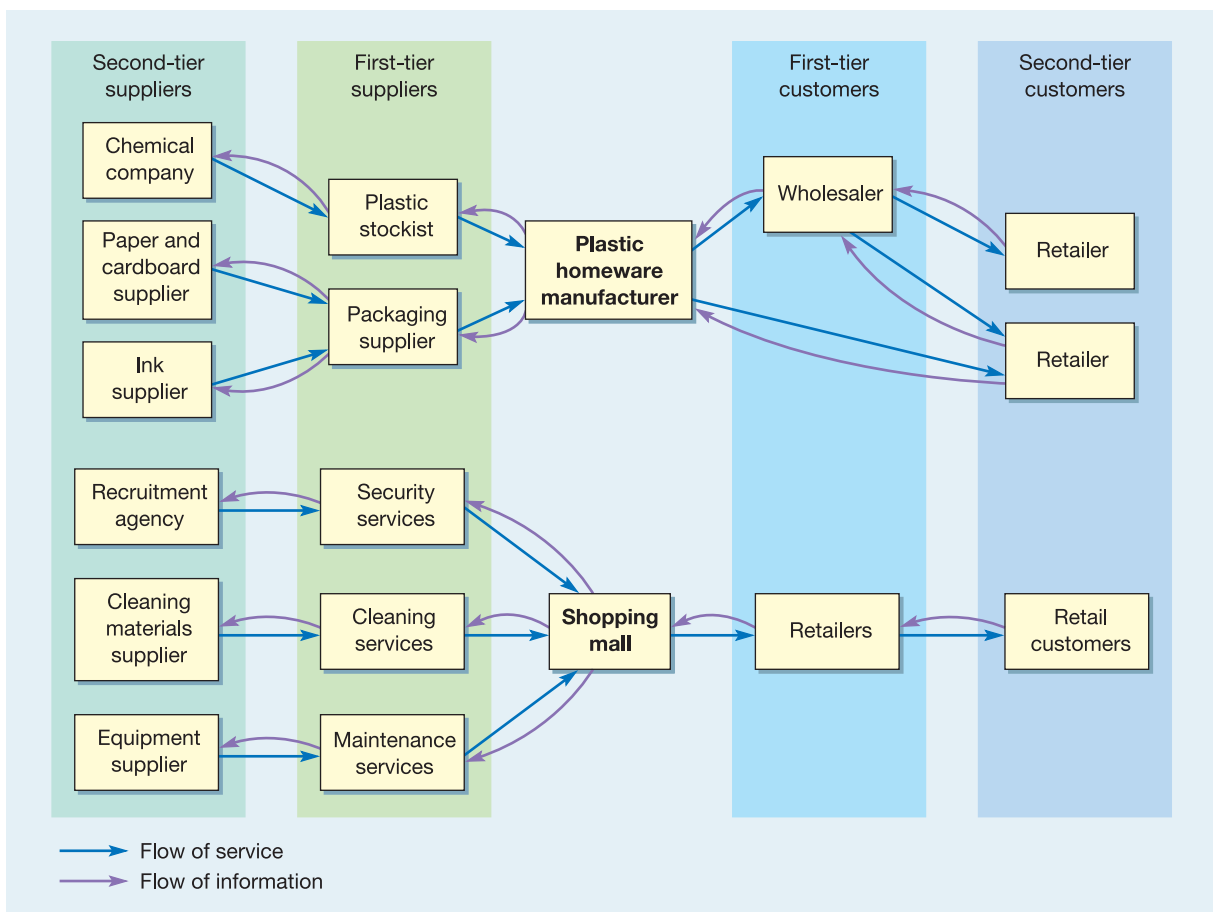 Second-tier
suppliers
First-tier
suppliers
First-tier
customers
Second-tier
customers
Chemical
company
Paper and
cardboard
supplier
Ink
supplier
Plastic
stockist
Packaging
supplier
Plastic
homeware
manufacturer
Wholesaler
Retailer
Retailer
Recruitment
agency
Cleaning
materials
supplier
Equipment
supplier
Security
services
Cleaning
services
Maintenance
services
Shopping
mall
Retailers
Retail
customers
Flow of service
Flow of information